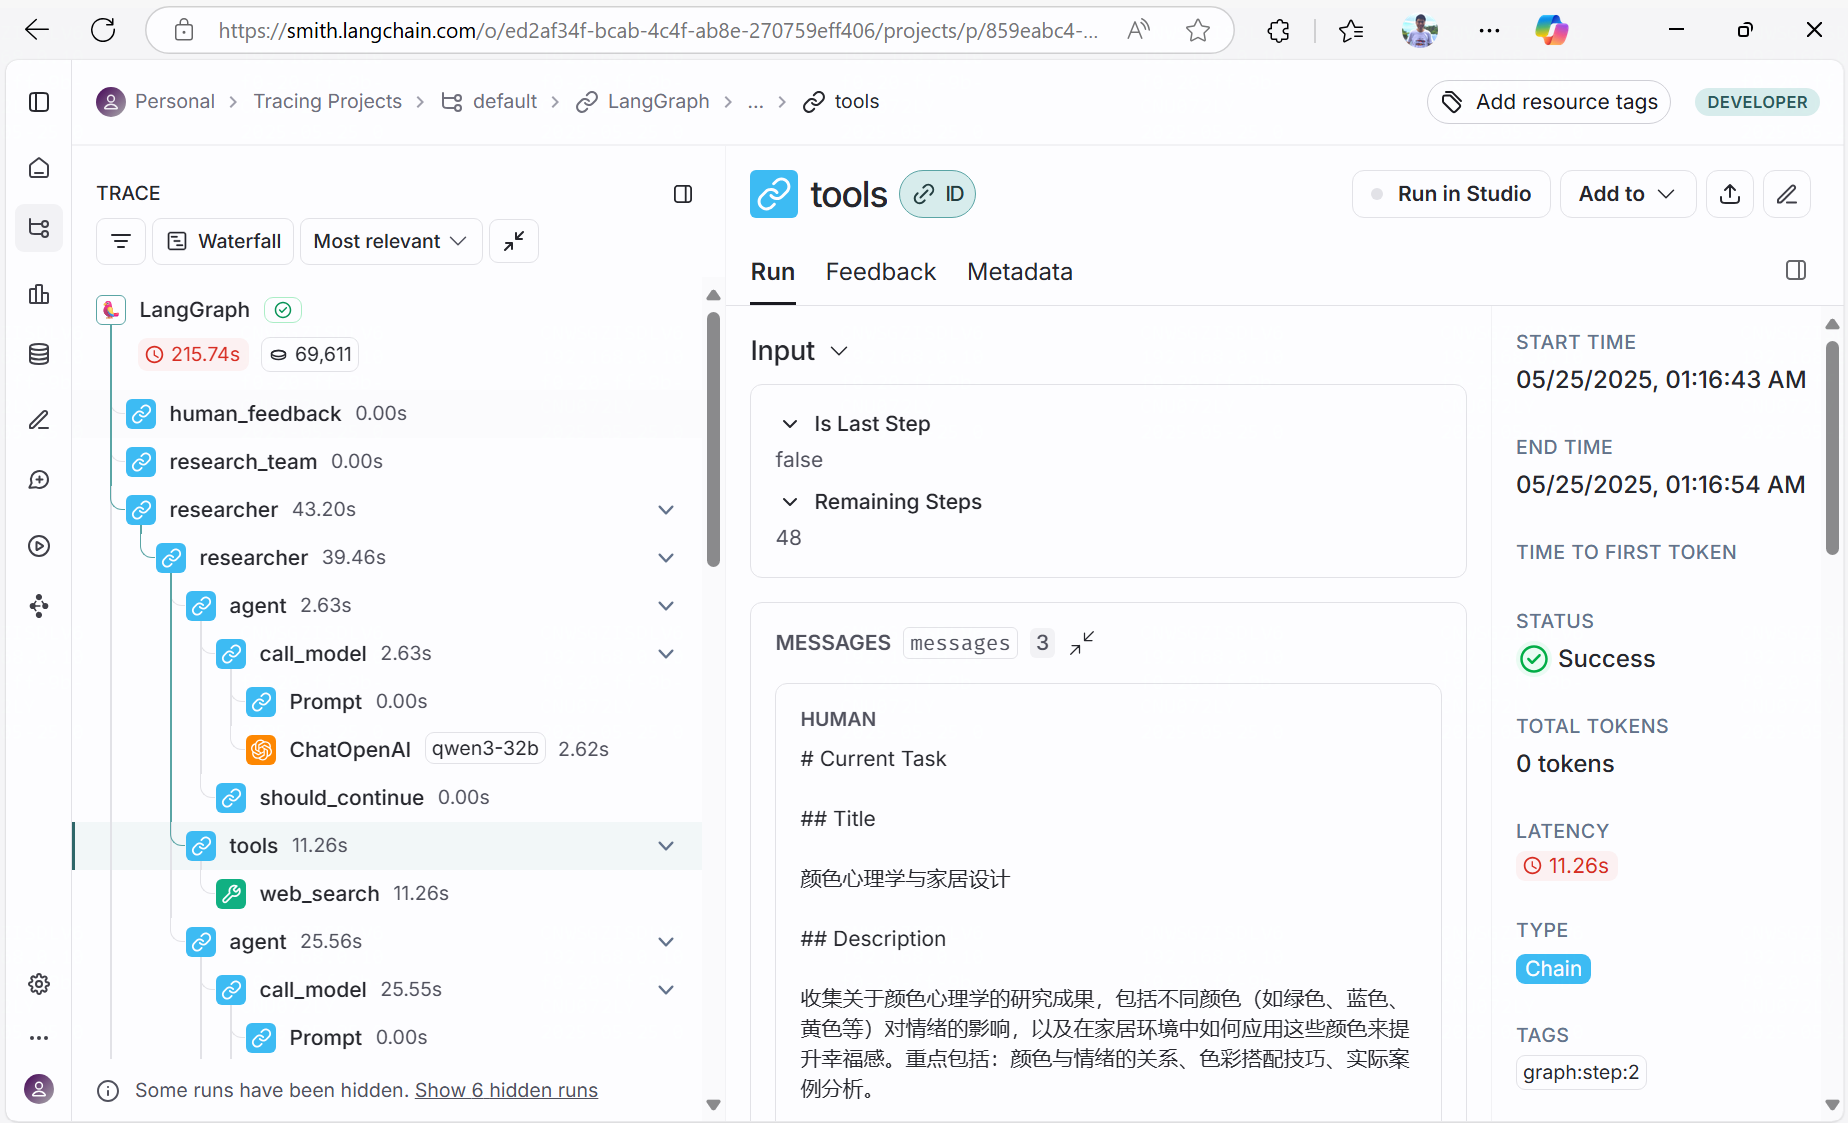 https://smith.langchain.com/o/ed2af34f-bcab-4c4f-ab8e-270759eff406/projects/p/859eabc4-...
Personal > Tracing Projects > default > LangGraph > ... > tools
Add resource tags
DEVELOPER
TRACE
Waterfall
Most relevant
LangGraph
215.74s
69,611
human_feedback 0.00s
research_team 0.00s
researcher 43.20s
researcher 39.46s
agent 2.63s
call_model 2.63s
Prompt 0.00s
ChatOpenAI qwen3-32b 2.62s
should_continue 0.00s
tools 11.26s
web_search 11.26s
agent 25.56s
call_model 25.55s
Prompt 0.00s
Some runs have been hidden. Show 6 hidden runs
tools
ID
Run in Studio
Add to
Run
Feedback
Metadata
Input
Is Last Step
false
Remaining Steps
48
MESSAGES messages 3
HUMAN
# Current Task
## Title
颜色心理学与家居设计
## Description
收集关于颜色心理学的研究成果，包括不同颜色（如绿色、蓝色、
黄色等）对情绪的影响，以及在家居环境中如何应用这些颜色来提
升幸福感。重点包括：颜色与情绪的关系、色彩搭配技巧、实际案
例分析。
START TIME
05/25/2025, 01:16:43 AM
END TIME
05/25/2025, 01:16:54 AM
TIME TO FIRST TOKEN
STATUS
Success
TOTAL TOKENS
0 tokens
LATENCY
11.26s
TYPE
Chain
TAGS
graph:step:2